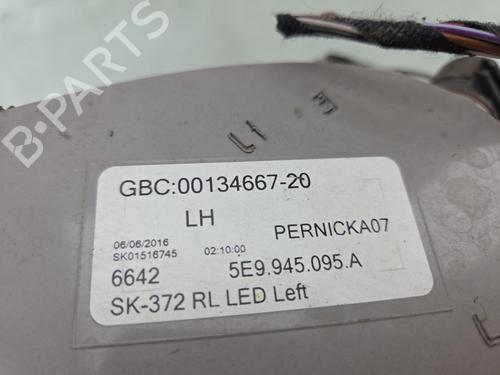 B-PARTS
GBC:00134667-20
LH
PERNICKA07
06/06/2016
SK01516745
02:10:00
6642
5E9.945.095.A
SK-372 RL LED Left